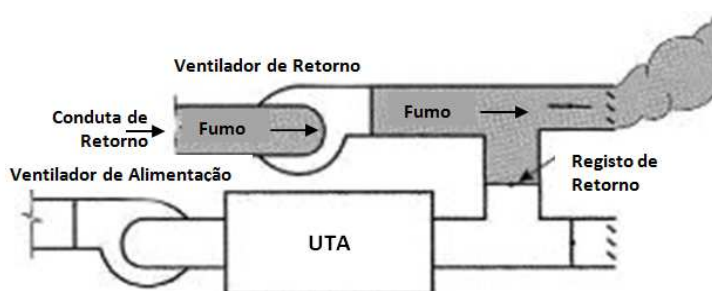 Ventilador de Retorno
Conduta de
Retorno
Fumo
Fumo
Registo de
Retorno
Ventilador de Alimentação
UTA